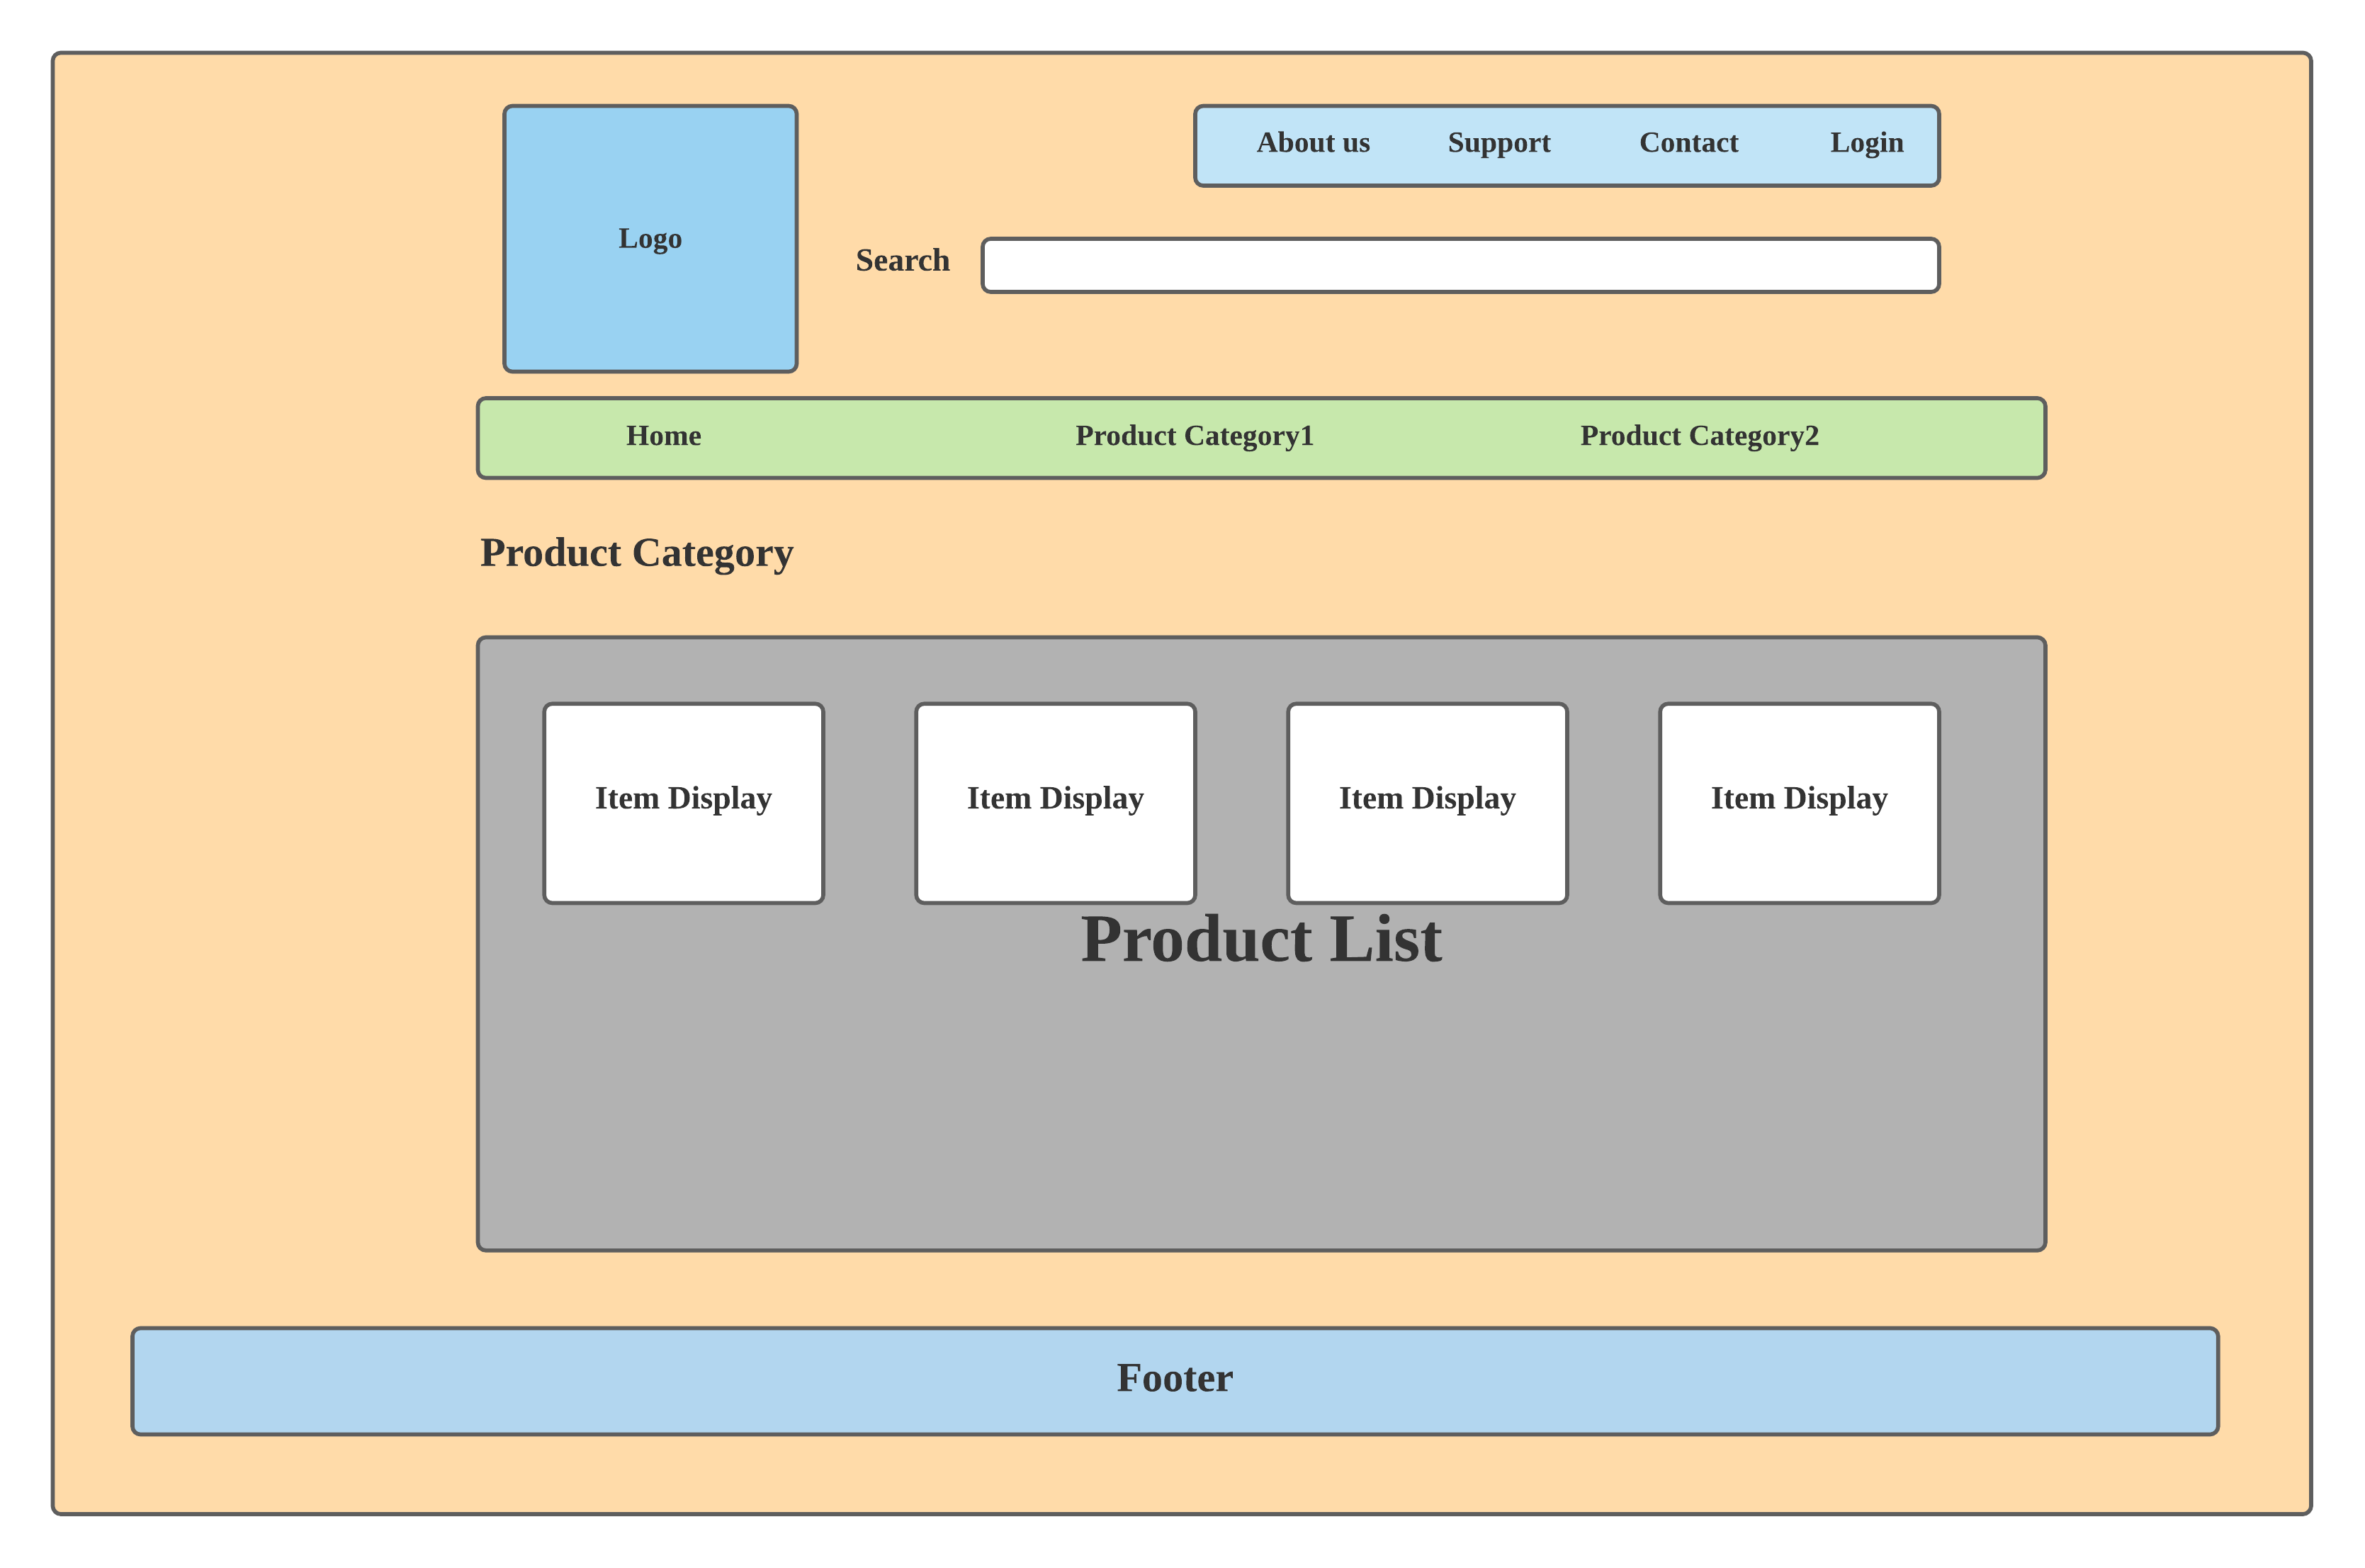 About us Support Contact Login
Logo
Search
Home Product Category1 Product Category2
Product Category
Item Display Item Display Item Display Item Display
Product List
Footer